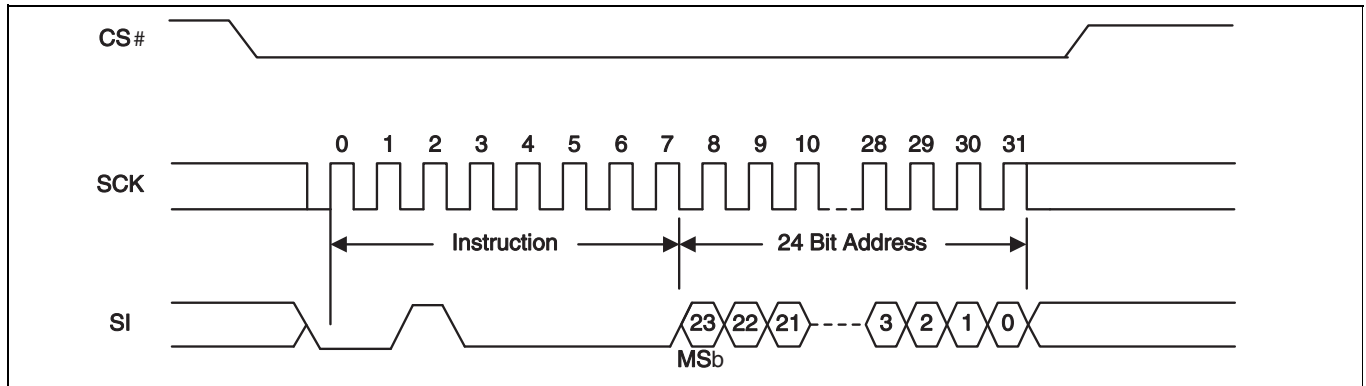 CS#
0 1 2 3 4 5 6 7 8 9 10 28 29 30 31
SCK
Instruction 24 Bit Address
SI 23 22 21 3 2 1 0
MSb